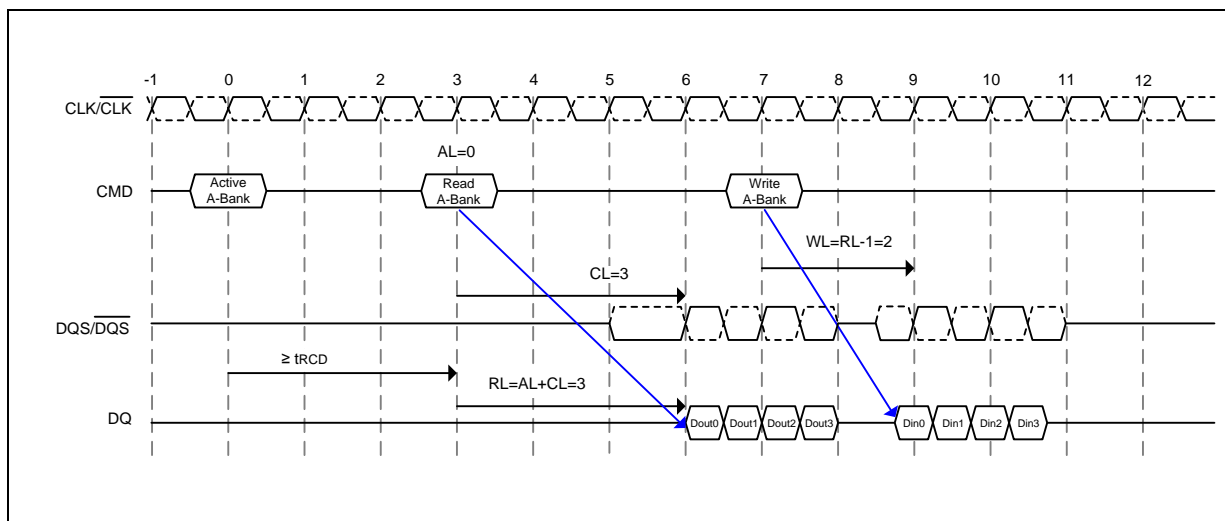 -1 0 1 2 3 4 5 6 7 8 9 10 11 12
CLK/CLK
AL=0
CMD
Active
A-Bank
Read
A-Bank
Write
A-Bank
WL=RL-1=2
CL=3
DQS/DQS
≥ tRCD
RL=AL+CL=3
DQ
Dout0 Dout1 Dout2 Dout3 Din0 Din1 Din2 Din3